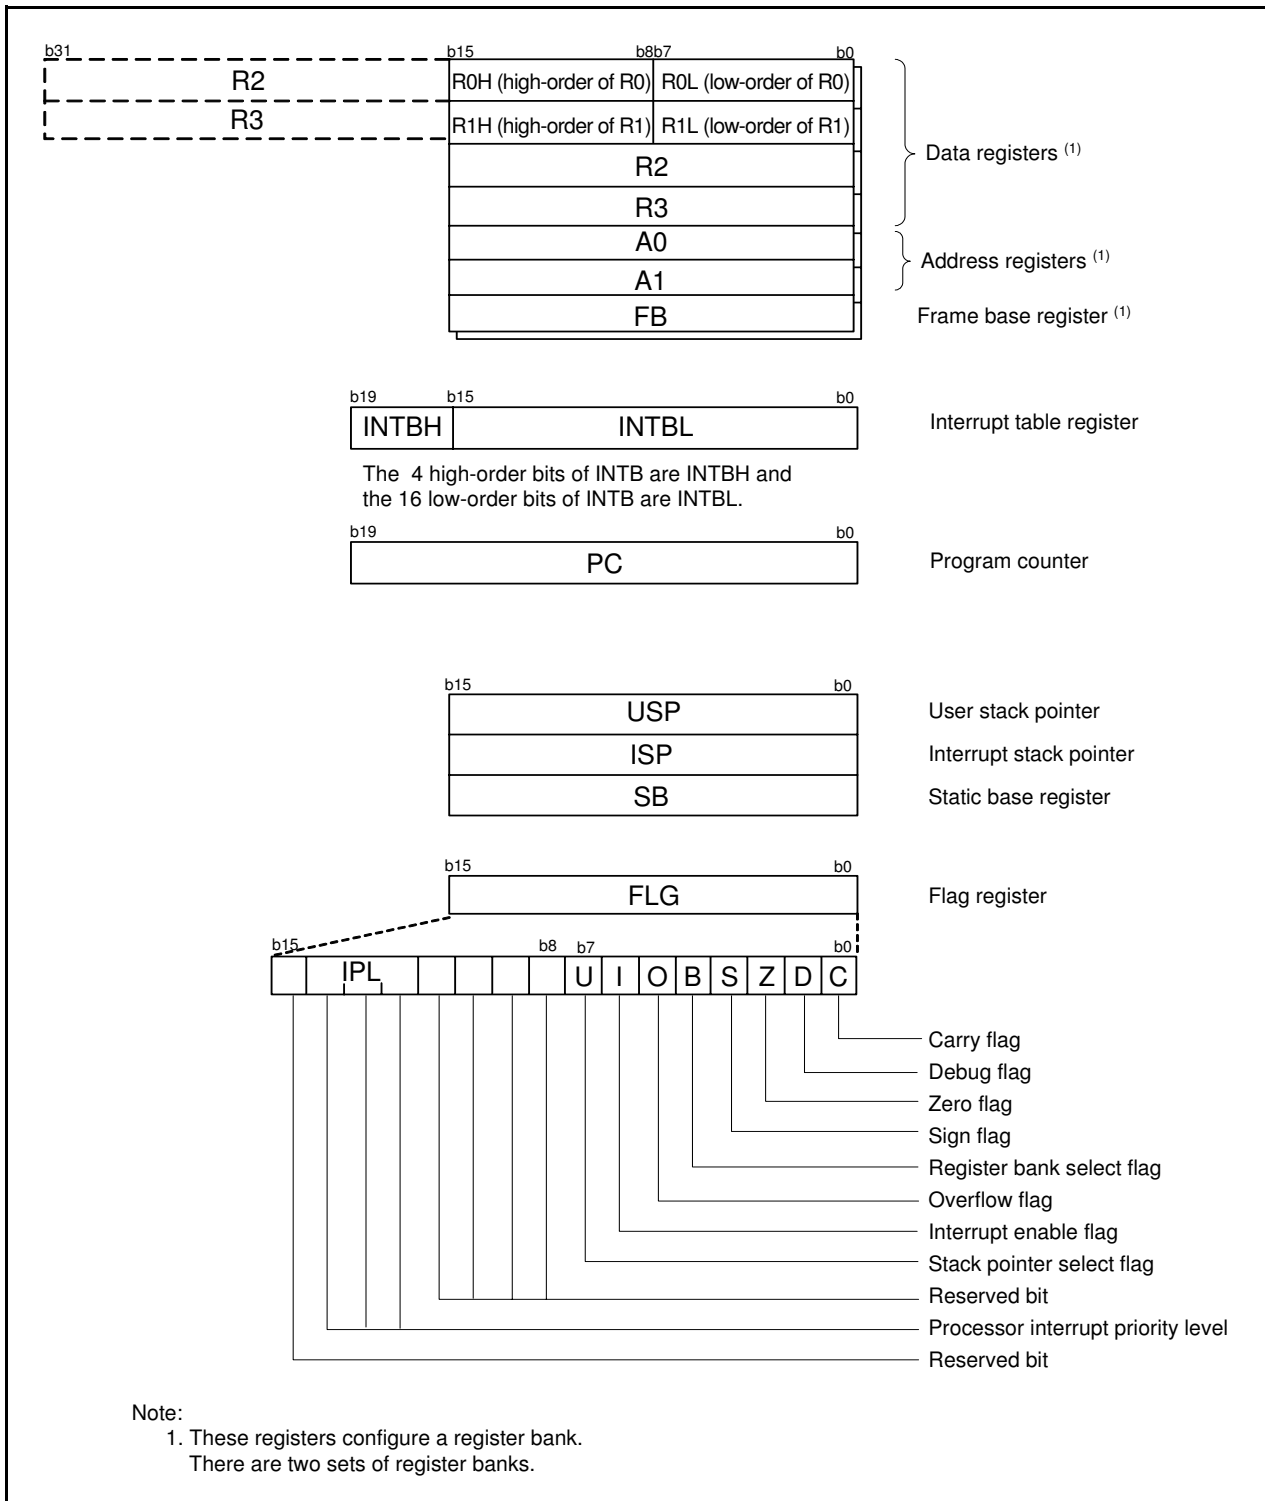 b31 b15 b8b7 b0
R2 R0H (high-order of R0) R0L (low-order of R0)
R3 R1H (high-order of R1) R1L (low-order of R1)
R2
Data registers (1)
R3
A0
Address registers (1)
A1
FB Frame base register (1)
b19 b15 b0
INTBH INTBL Interrupt table register
The 4 high-order bits of INTB are INTBH and
the 16 low-order bits of INTB are INTBL.
b19 b0
PC Program counter
b15 b0
USP User stack pointer
ISP Interrupt stack pointer
SB Static base register
b15 b0
FLG Flag register
b15 b8 b7 b0
IPL U I O B S Z D C
Carry flag
Debug flag
Zero flag
Sign flag
Register bank select flag
Overflow flag
Interrupt enable flag
Stack pointer select flag
Reserved bit
Processor interrupt priority level
Reserved bit
Note:
1. These registers configure a register bank.
There are two sets of register banks.